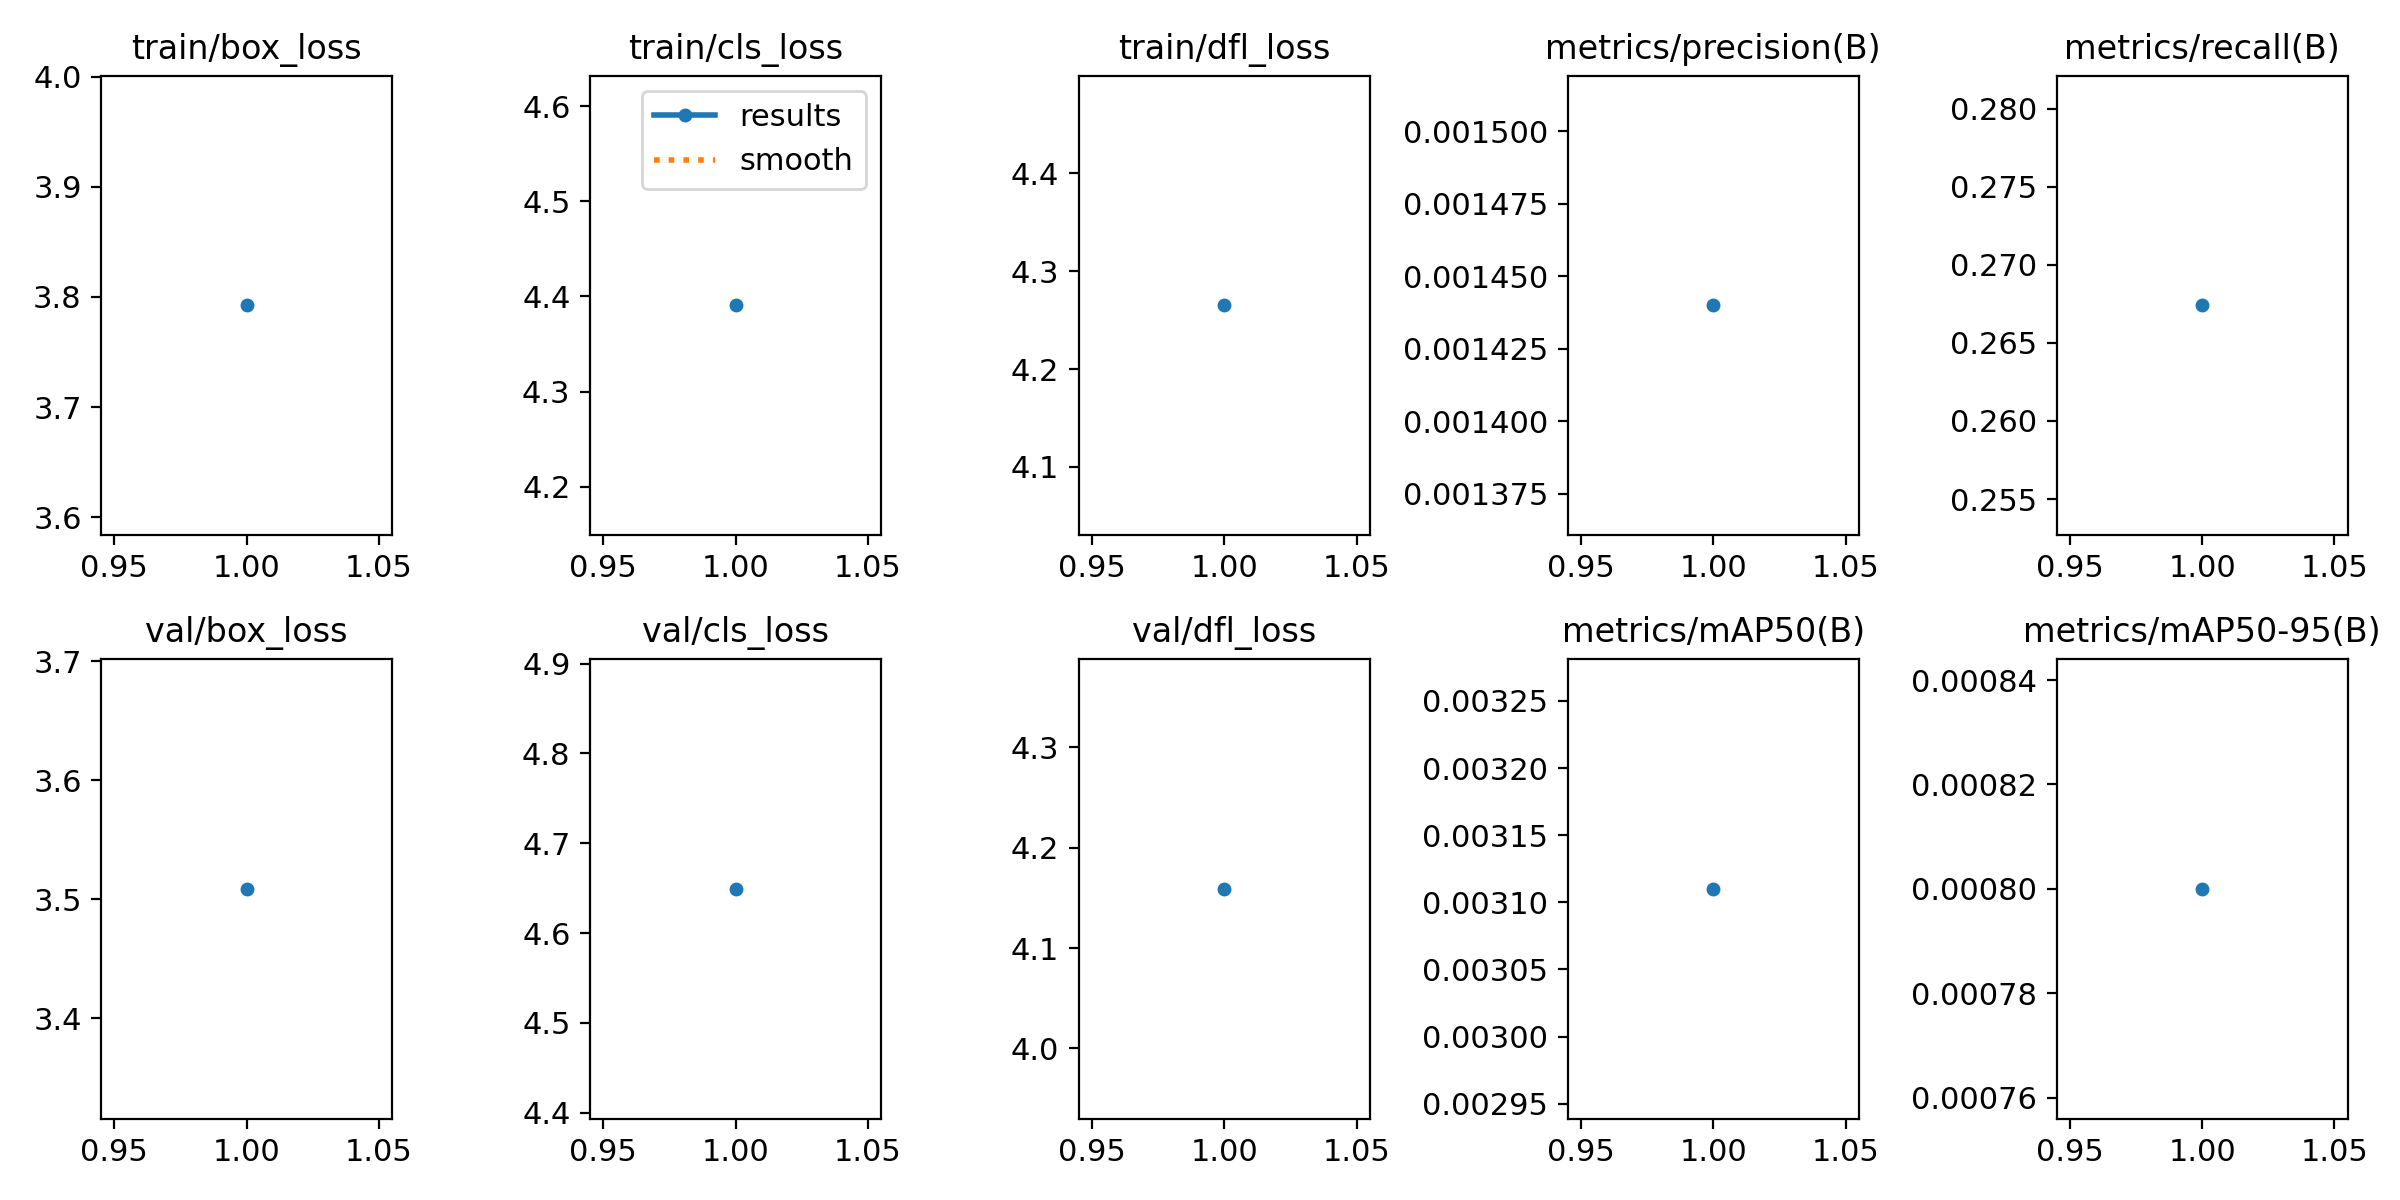 train/box_loss
4.0
3.9
3.8
3.7
3.6
0.95 1.00 1.05
train/cls_loss
results
smooth
4.6
4.5
4.4
4.3
4.2
0.95 1.00 1.05
train/dfl_loss
4.4
4.3
4.2
4.1
0.95 1.00 1.05
metrics/precision(B)
0.001500
0.001475
0.001450
0.001425
0.001400
0.001375
0.95 1.00 1.05
metrics/recall(B)
0.280
0.275
0.270
0.265
0.260
0.255
0.95 1.00 1.05
val/box_loss
3.7
3.6
3.5
3.4
0.95 1.00 1.05
val/cls_loss
4.9
4.8
4.7
4.6
4.5
4.4
0.95 1.00 1.05
val/dfl_loss
4.3
4.2
4.1
4.0
0.95 1.00 1.05
metrics/mAP50(B)
0.00325
0.00320
0.00315
0.00310
0.00305
0.00300
0.00295
0.95 1.00 1.05
metrics/mAP50-95(B)
0.00084
0.00082
0.00080
0.00078
0.00076
0.95 1.00 1.05